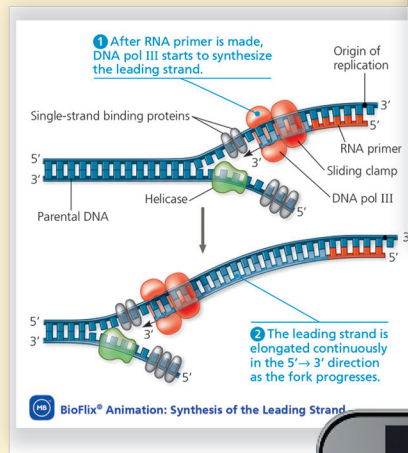 1 After RNA primer is made,
DNA pol III starts to synthesize
the leading strand.
Origin of
replication
Single-strand binding proteins
3′
5′
RNA primer
3′
Sliding clamp
5′
3′
Helicase
DNA pol III
5′
Parental DNA
3
5′
5′
3′
3′
2 The leading strand is
elongated continuously
in the 5′→ 3′ direction
as the fork progresses.
5′
MB
BioFlix® Animation: Synthesis of the Leading Strand